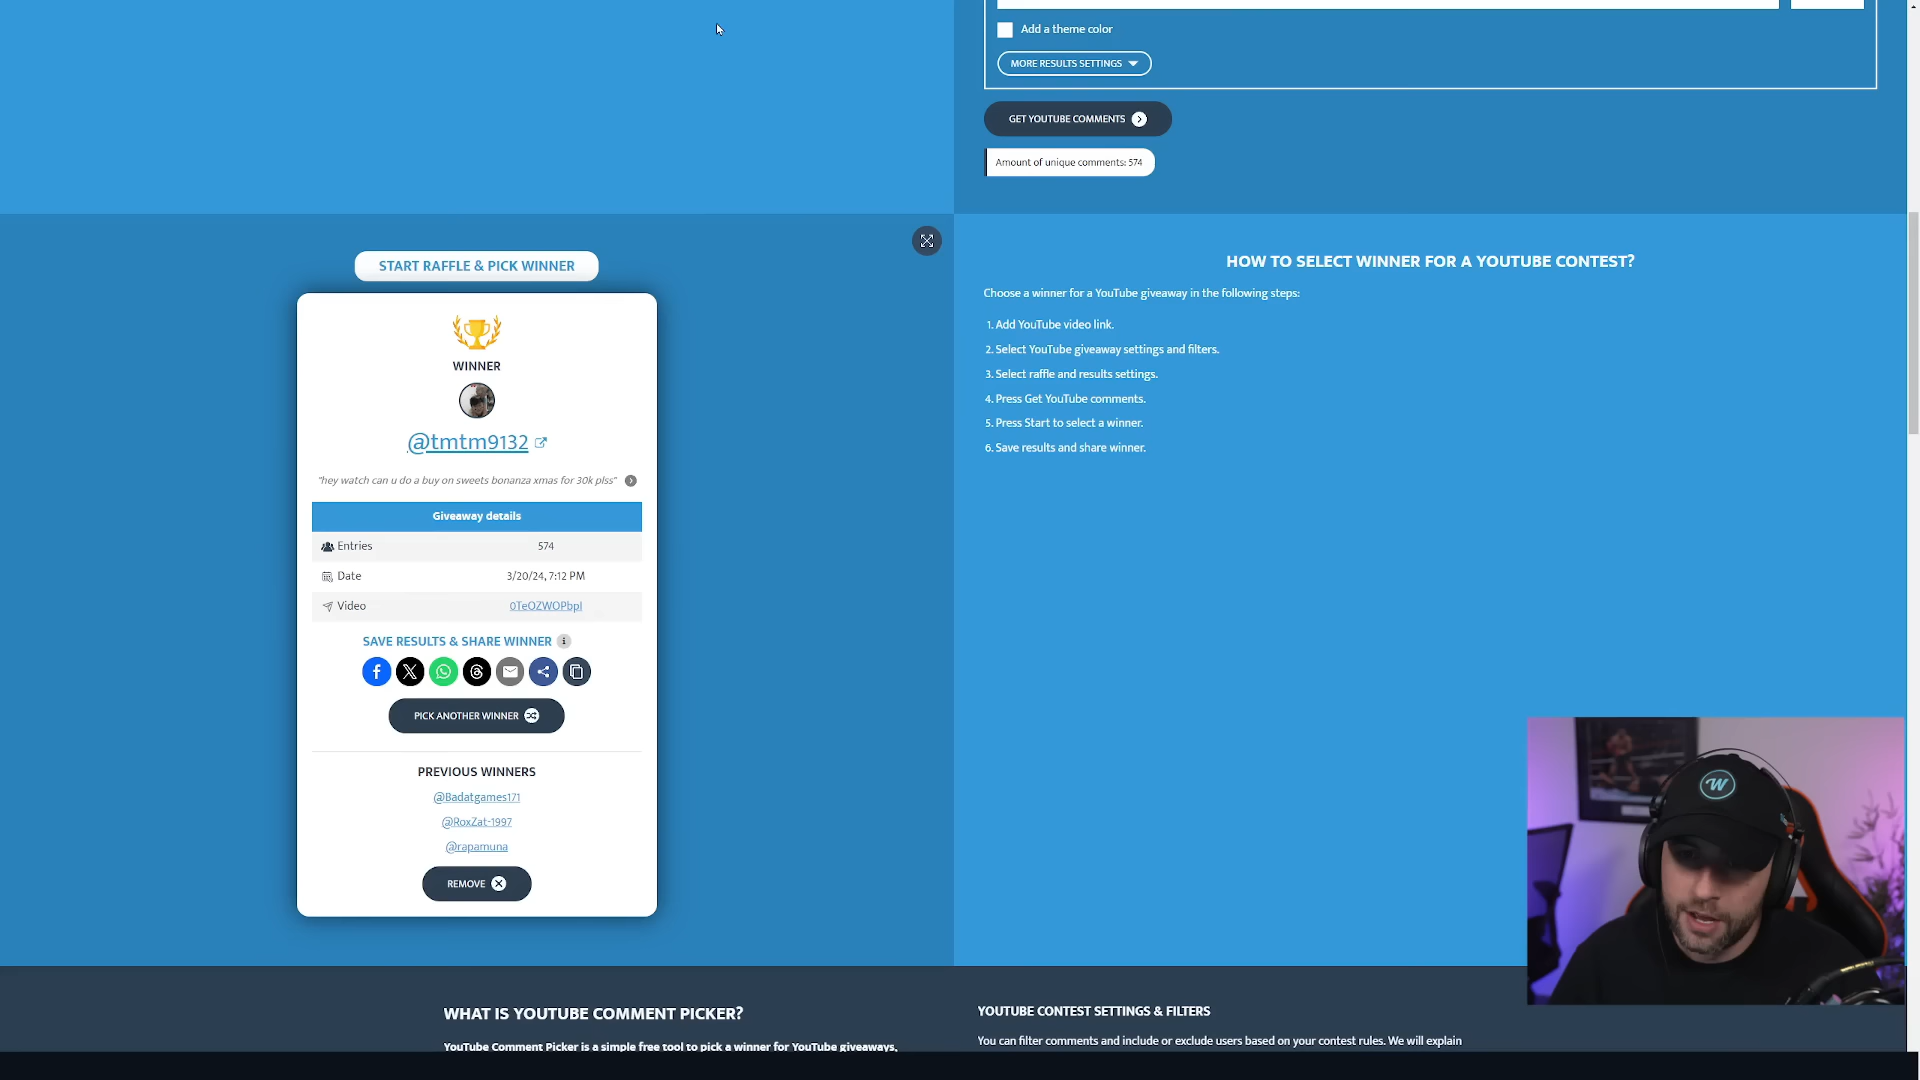 Add a theme color
MORE RESULTS SETTINGS
GET YOUTUBE COMMENTS
Amount of unique comments: 574
START RAFFLE & PICK WINNER
WINNER
@tmtm9132
"hey watch can u do a buy on sweets bonanza xmas for 30k plss"
Giveaway details
Entries 574
Date 3/20/24, 7:12 PM
Video 0TeOZWOPbpI
SAVE RESULTS & SHARE WINNER i
PICK ANOTHER WINNER
PREVIOUS WINNERS
@Badatgames171
@RoxZat-1997
@rapamuna
REMOVE
HOW TO SELECT WINNER FOR A YOUTUBE CONTEST?
Choose a winner for a YouTube giveaway in the following steps:
1. Add YouTube video link.
2. Select YouTube giveaway settings and filters.
3. Select raffle and results settings.
4. Press Get YouTube comments.
5. Press Start to select a winner.
6. Save results and share winner.
W
WHAT IS YOUTUBE COMMENT PICKER?
YouTube Comment Picker is a simple free tool to pick a winner for YouTube giveaways,
YOUTUBE CONTEST SETTINGS & FILTERS
You can filter comments and include or exclude users based on your contest rules. We will explain